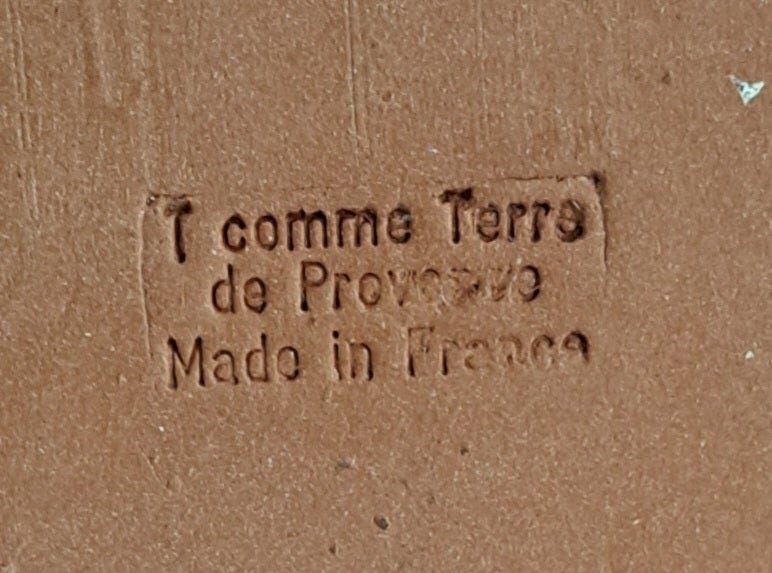 T comme Terre
de Provence
Made in France